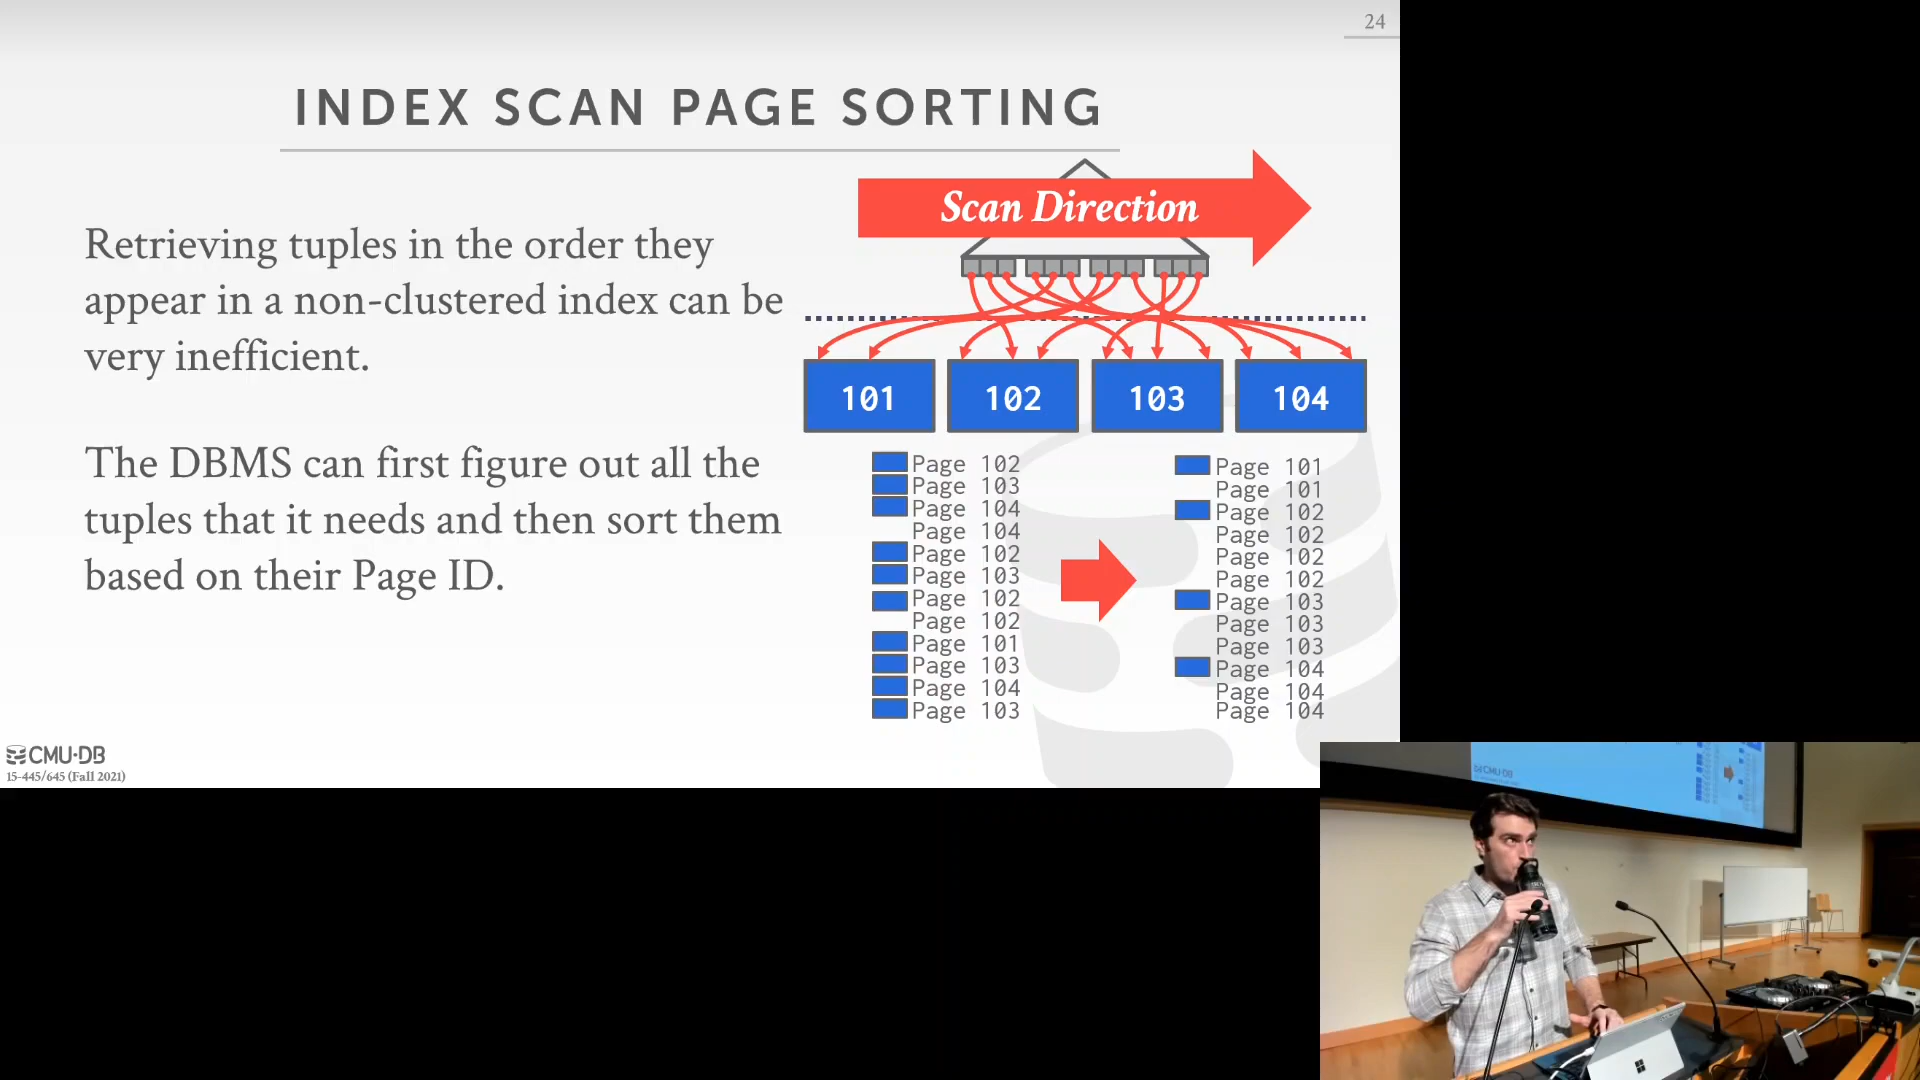 24
INDEX SCAN PAGE SORTING
Retrieving tuples in the order they
appear in a non-clustered index can be
very inefficient.
The DBMS can first figure out all the
tuples that it needs and then sort them
based on their Page ID.
Scan Direction
101 102 103 104
Page 102
Page 103
Page 104
Page 104
Page 102
Page 103
Page 102
Page 102
Page 101
Page 103
Page 104
Page 103
Page 101
Page 101
Page 102
Page 102
Page 102
Page 102
Page 103
Page 103
Page 103
Page 104
Page 104
Page 104
CMU·DB
15-445/645 (Fall 2021)
CMU·DB